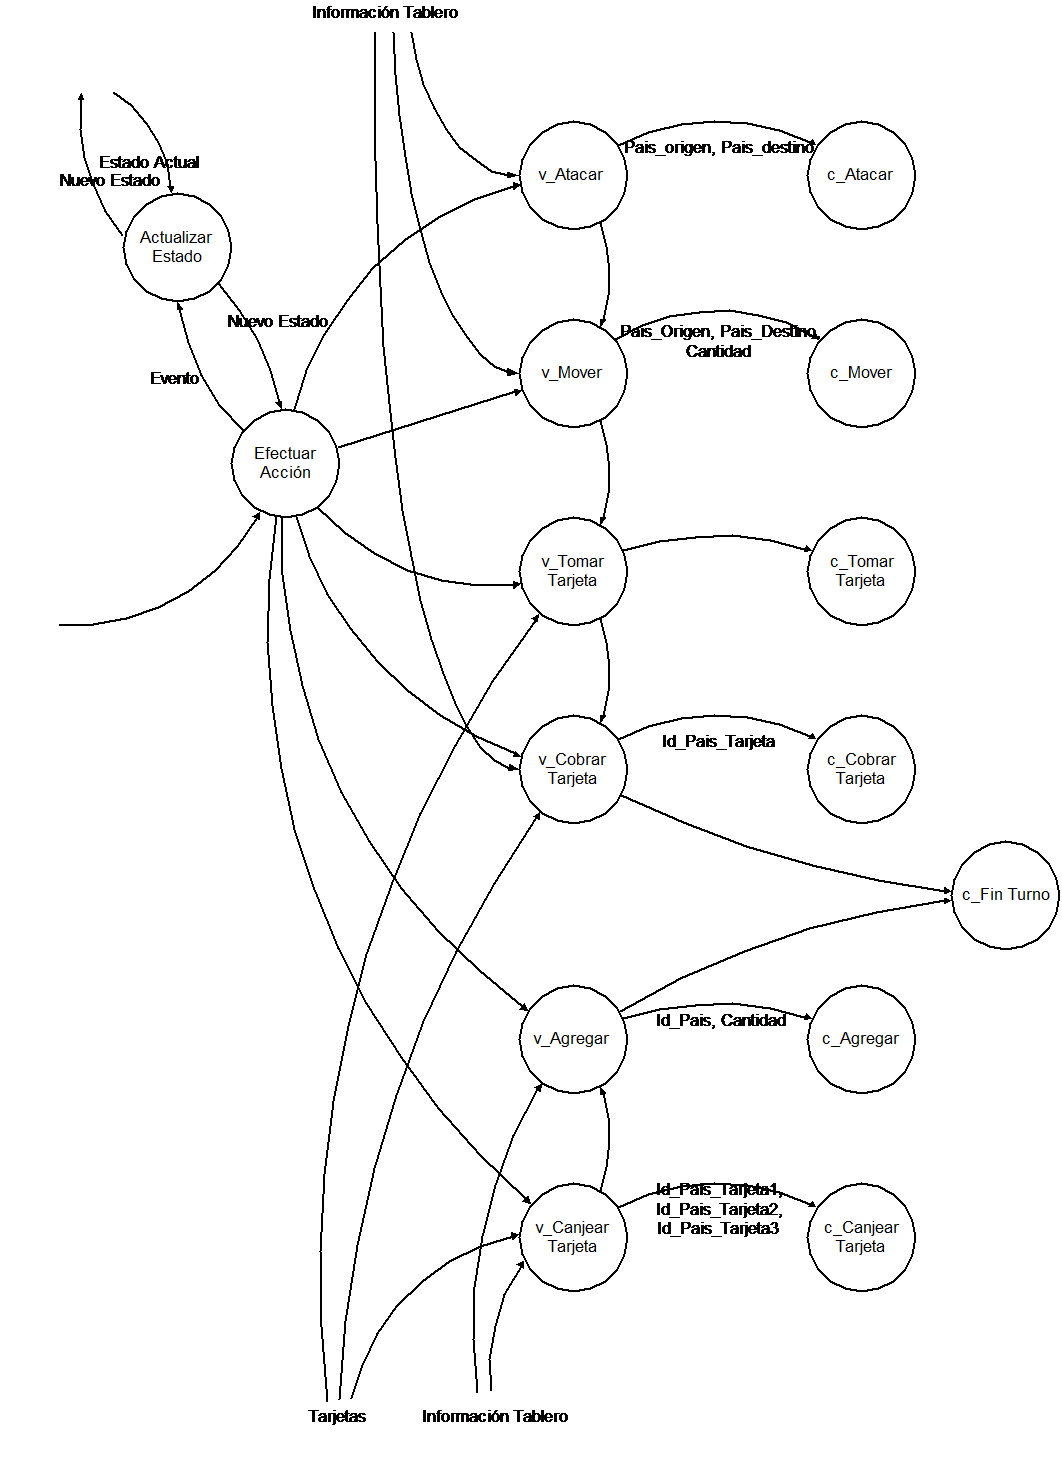 Información Tablero
Estado Actual
Nuevo Estado
Actualizar
Estado
Nuevo Estado
Evento
Efectuar
Acción
v_Atacar
Pais_origen, Pais_destino
c_Atacar
v_Mover
Pais_Origen, Pais_Destino,
Cantidad
c_Mover
v_Tomar
Tarjeta
c_Tomar
Tarjeta
v_Cobrar
Tarjeta
Id_Pais_Tarjeta
c_Cobrar
Tarjeta
c_Fin Turno
v_Agregar
Id_Pais, Cantidad
c_Agregar
v_Canjear
Tarjeta
Id_Pais_Tarjeta1,
Id_Pais_Tarjeta2,
Id_Pais_Tarjeta3
c_Canjear
Tarjeta
Tarjetas
Información Tablero